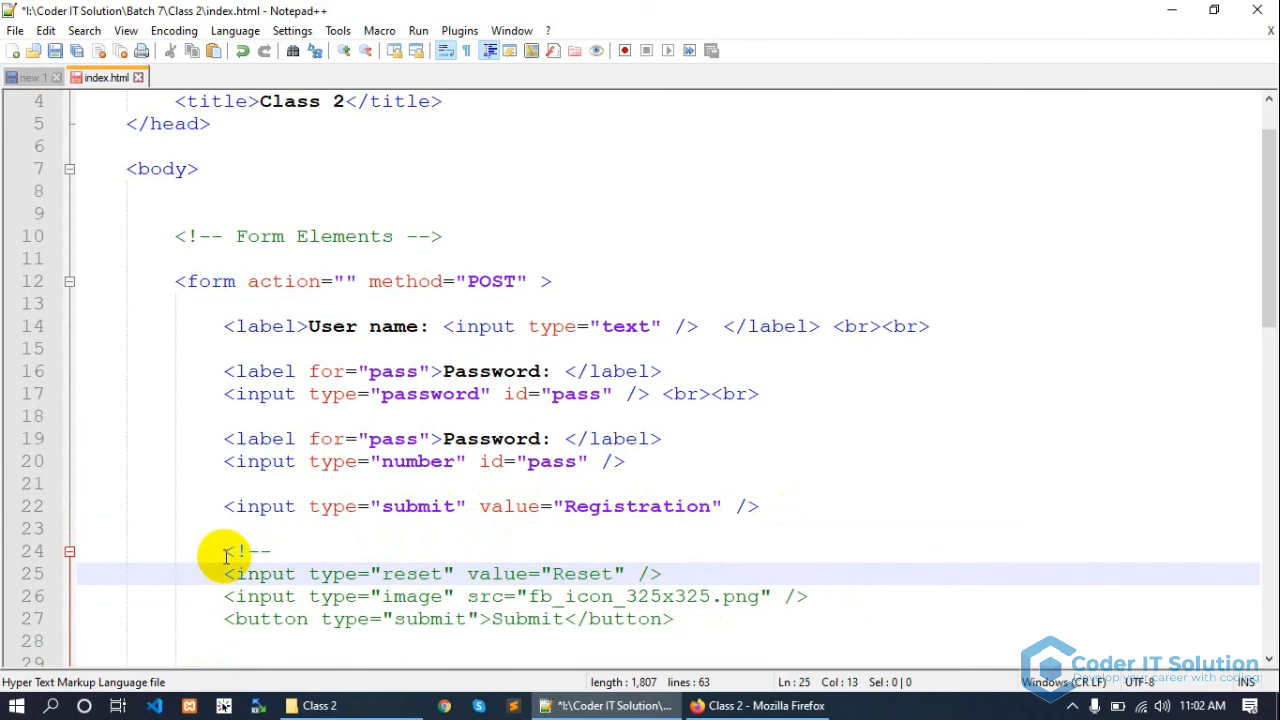 *I:\Coder IT Solution\Batch 7\Class 2\index.html - Notepad++
File Edit Search View Encoding Language Settings Tools Macro Run Plugins Window ?
X
new 1
index.html
4 <title>Class 2</title>
5 </head>
6
7 <body>
8
9
10 <!-- Form Elements -->
11
12 <form action="" method="POST" >
13
14 <label>User name: <input type="text" /> </label> <br><br>
15
16 <label for="pass">Password: </label>
17 <input type="password" id="pass" /> <br><br>
18
19 <label for="pass">Password: </label>
20 <input type="number" id="pass" />
21
22 <input type="submit" value="Registration" />
23
24 <!--
25 <input type="reset" value="Reset" />
26 <input type="image" src="fb_icon_325x325.png" />
27 <button type="submit">Submit</button>
28
29
Coder IT Solution
Develop your career with coding
Hyper Text Markup Language file length : 1,807 lines : 63 Ln : 25 Col : 13 Sel : 0 | 0 Windows (CR LF) UTF-8 INS
Class 2
*I:\Coder IT Solution\...
Class 2 - Mozilla Firefox
11:02 AM